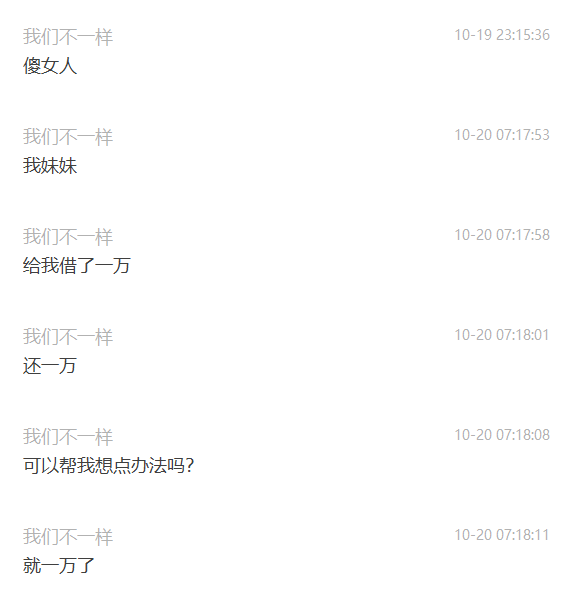 我们不一样 10-19 23:15:36
傻女人
我们不一样 10-20 07:17:53
我妹妹
我们不一样 10-20 07:17:58
给我借了一万
我们不一样 10-20 07:18:01
还一万
我们不一样 10-20 07:18:08
可以帮我想点办法吗?
我们不一样 10-20 07:18:11
就一万了